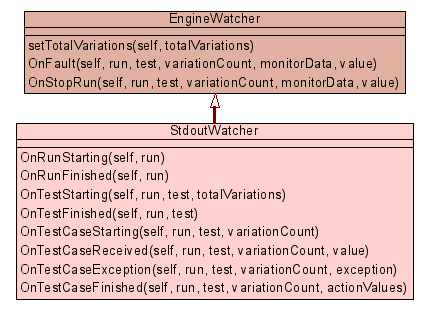 EngineWatcher
setTotalVariations(self, totalVariations)
OnFault(self, run, test, variationCount, monitorData, value)
OnStopRun(self, run, test, variationCount, monitorData, value)
StdoutWatcher
OnRunStarting(self, run)
OnRunFinished(self, run)
OnTestStarting(self, run, test, totalVariations)
OnTestFinished(self, run, test)
OnTestCaseStarting(self, run, test, variationCount)
OnTestCaseReceived(self, run, test, variationCount, value)
OnTestCaseException(self, run, test, variationCount, exception)
OnTestCaseFinished(self, run, test, variationCount, actionValues)